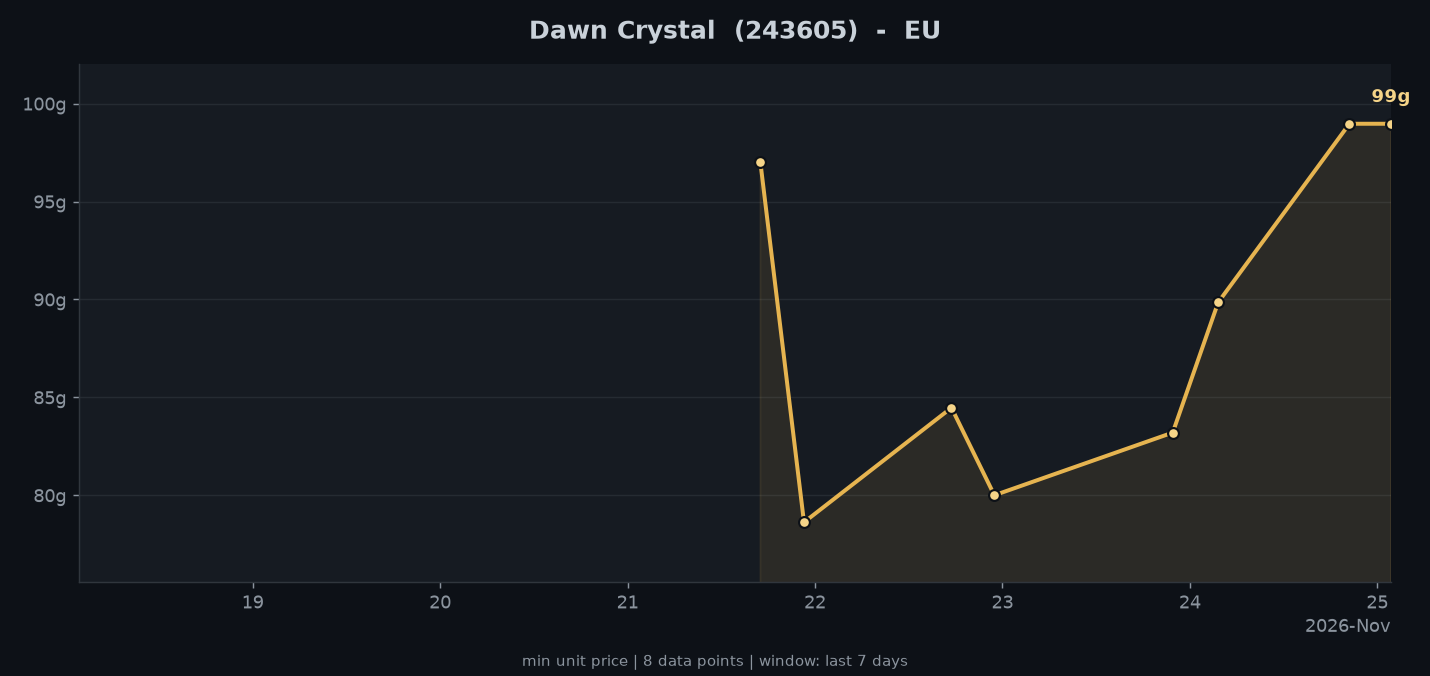 Dawn Crystal (243605) - EU
99g
100g
95g
90g
85g
80g
19 20 21 22 23 24 25
2026-Nov
min unit price | 8 data points | window: last 7 days